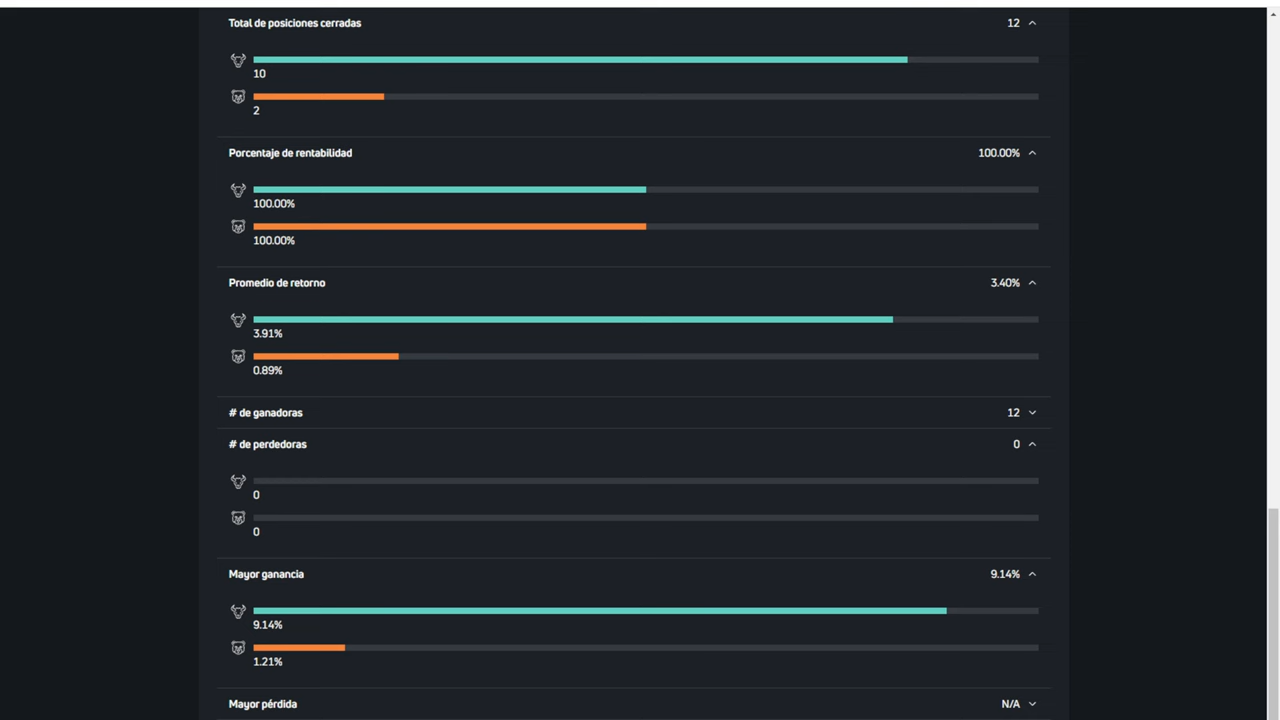 Total de posiciones cerradas 12
10
2
Porcentaje de rentabilidad 100.00%
100.00%
100.00%
Promedio de retorno 3.40%
3.91%
0.89%
# de ganadoras 12
# de perdedoras 0
0
0
Mayor ganancia 9.14%
9.14%
1.21%
Mayor pérdida N/A